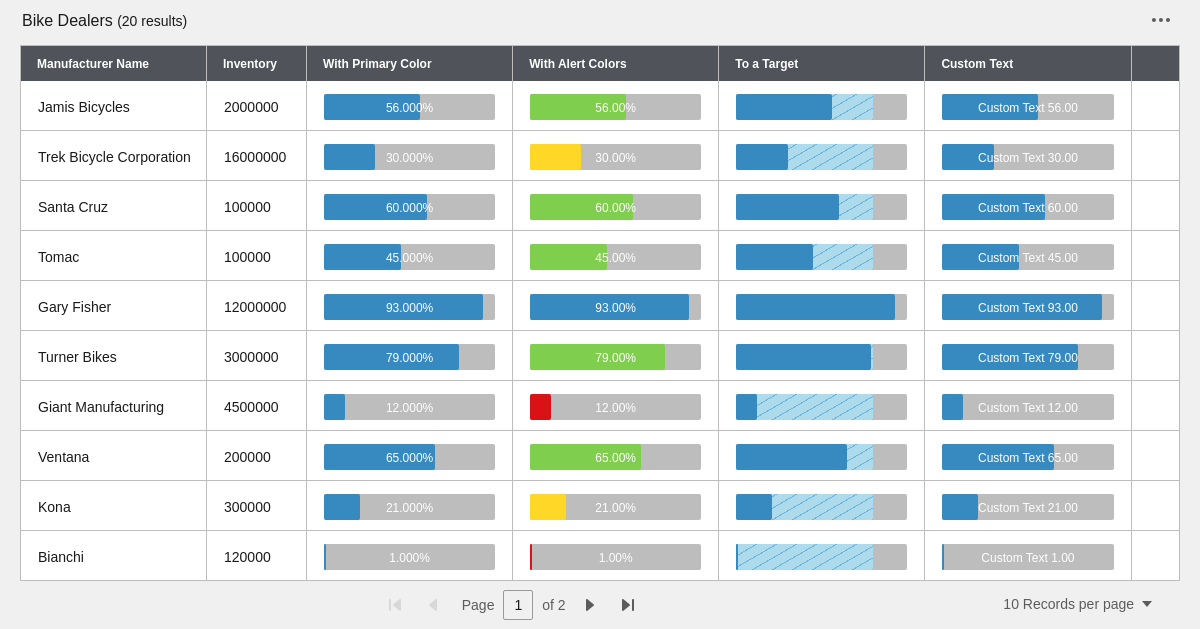 Bike Dealers (20 results)
Manufacturer Name Inventory With Primary Color With Alert Colors To a Target Custom Text
Jamis Bicycles 2000000 56.000% 56.00% Custom Text 56.00
Trek Bicycle Corporation 16000000 30.000% 30.00% Custom Text 30.00
Santa Cruz 100000 60.000% 60.00% Custom Text 60.00
Tomac 100000 45.000% 45.00% Custom Text 45.00
Gary Fisher 12000000 93.000% 93.00% Custom Text 93.00
Turner Bikes 3000000 79.000% 79.00% Custom Text 79.00
Giant Manufacturing 4500000 12.000% 12.00% Custom Text 12.00
Ventana 200000 65.000% 65.00% Custom Text 65.00
Kona 300000 21.000% 21.00% Custom Text 21.00
Bianchi 120000 1.000% 1.00% Custom Text 1.00
Page 1 of 2 10 Records per page